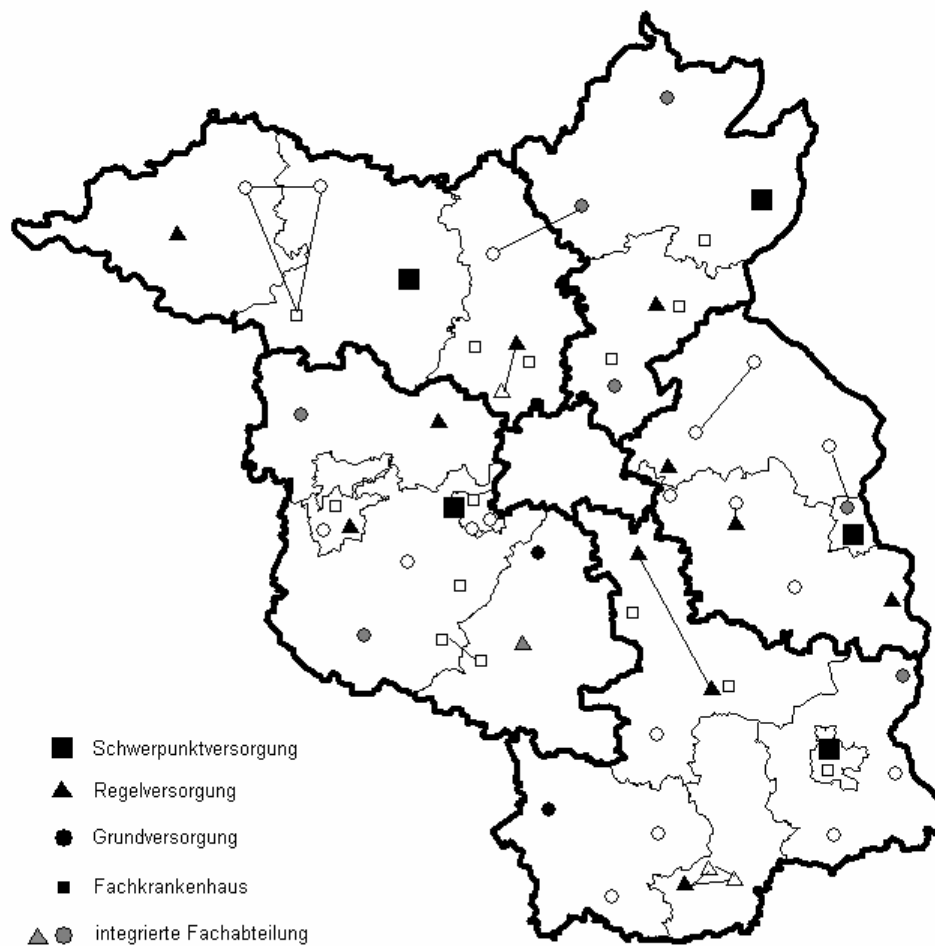 Schwerpunktversorgung
Regelversorgung
Grundversorgung
Fachkrankenhaus
integrierte Fachabteilung